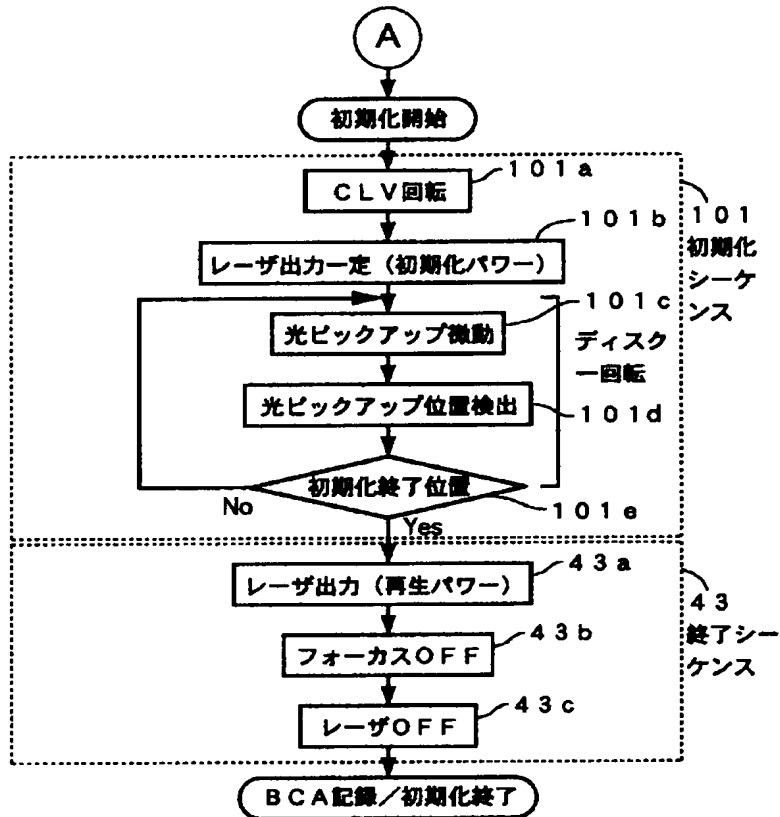 A
初期化開始
CLV回転
101a
レーザ出力一定（初期化パワー）
101b
101
初期化
シーケ
ンス
光ピックアップ微動
101c
ディスク
ー回転
光ピックアップ位置検出
101d
初期化終了位置
101e
No
Yes
レーザ出力（再生パワー）
43a
43
終了シー
ケンス
フォーカスOFF
43b
レーザOFF
43c
BCA記録／初期化終了